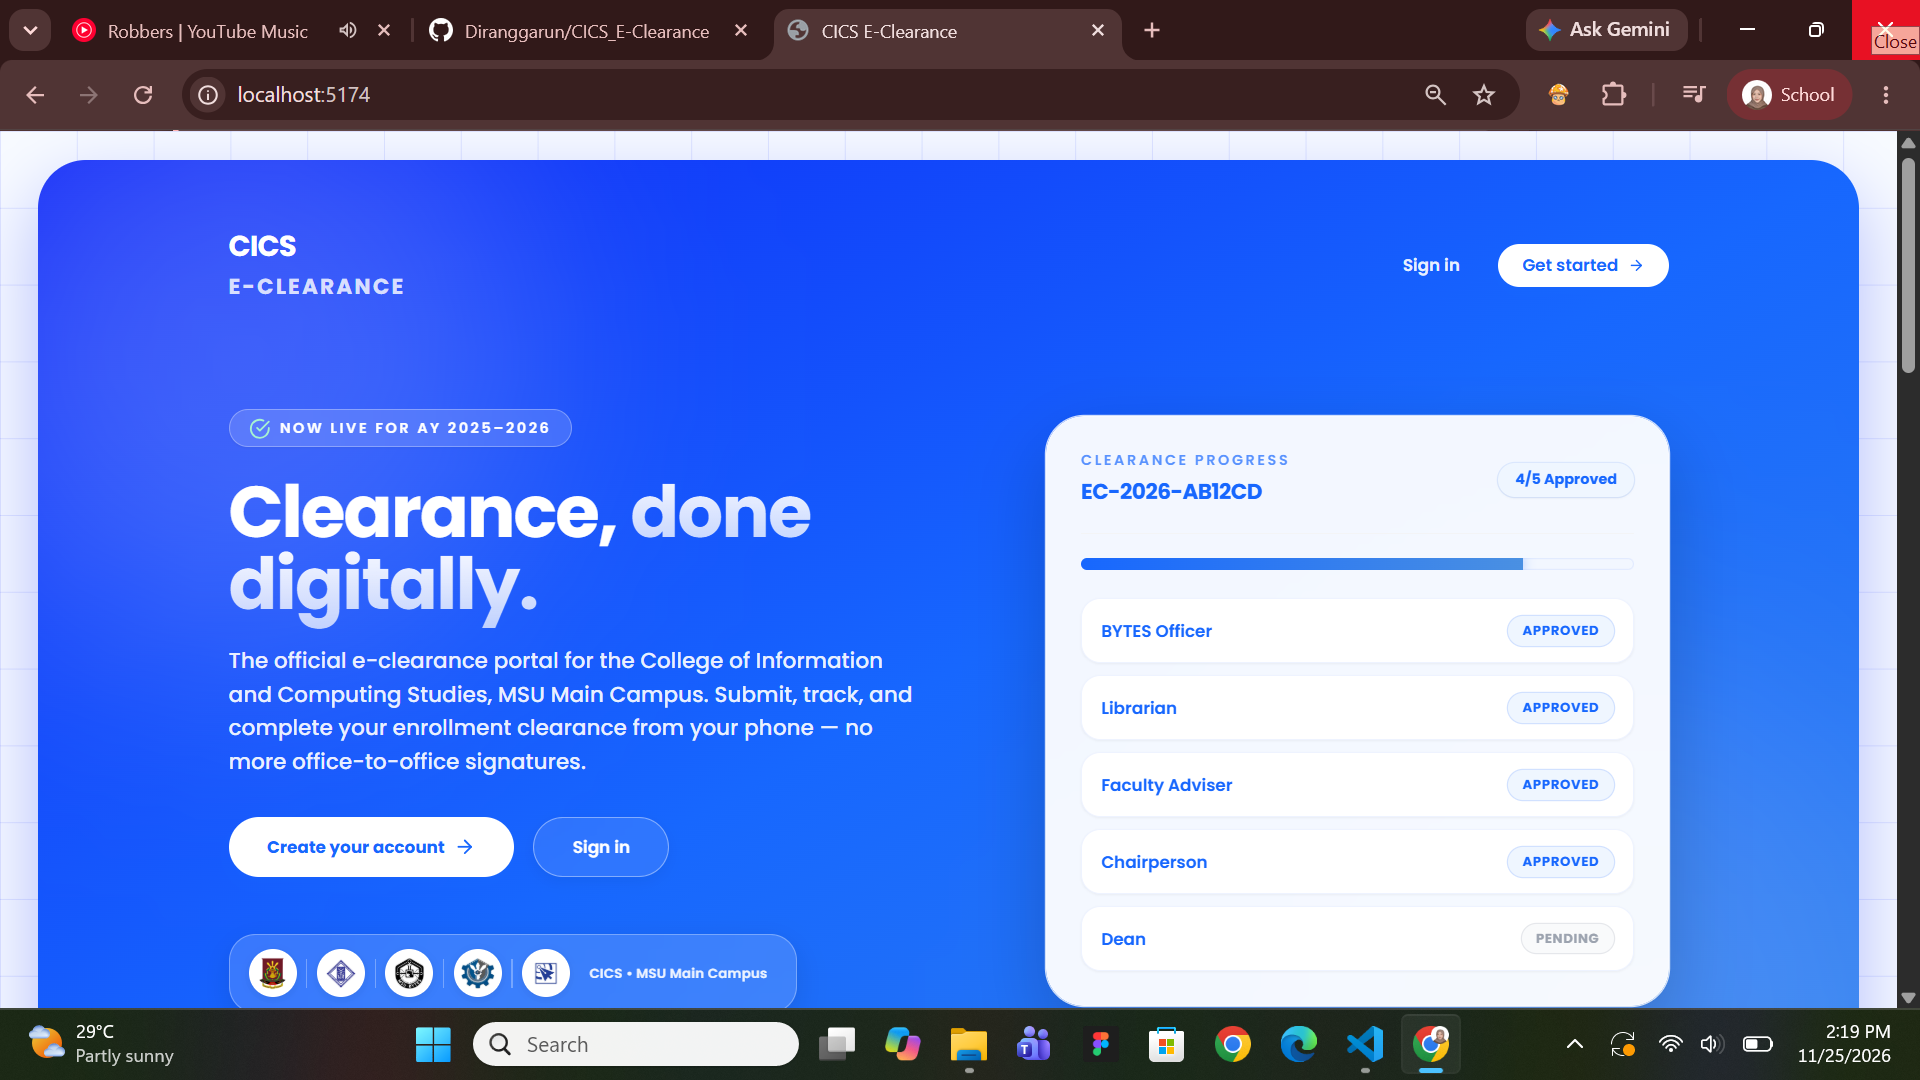 Robbers | YouTube Music
Diranggarun/CICS_E-Clearance
CICS E-Clearance
Ask Gemini
Close
localhost:5174
School
CICS
E-CLEARANCE
Sign in
Get started
NOW LIVE FOR AY 2025–2026
Clearance, done
digitally.
The official e-clearance portal for the College of Information
and Computing Studies, MSU Main Campus. Submit, track, and
complete your enrollment clearance from your phone — no
more office-to-office signatures.
Create your account
Sign in
CICS • MSU Main Campus
CLEARANCE PROGRESS
EC-2026-AB12CD
4/5 Approved
BYTES Officer
APPROVED
Librarian
APPROVED
Faculty Adviser
APPROVED
Chairperson
APPROVED
Dean
PENDING
29°C
Partly sunny
Search
2:19 PM
11/25/2026